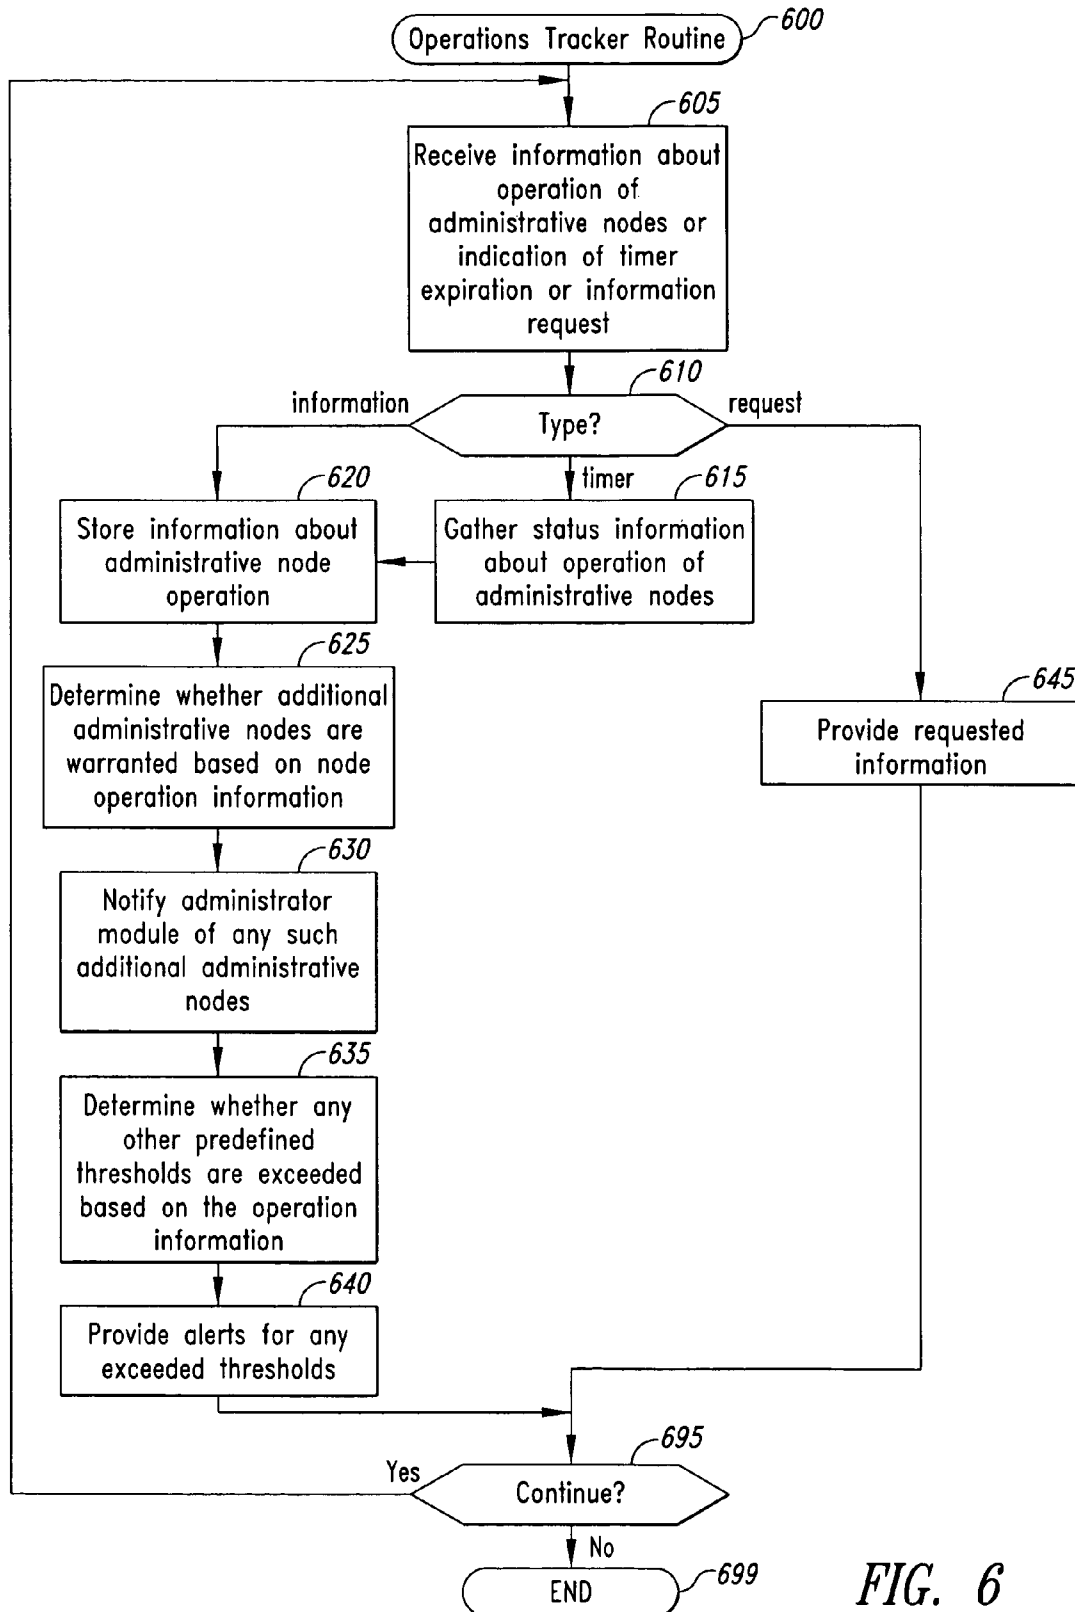 Operations Tracker Routine
600
605
Receive information about
operation of
administrative nodes or
indication of timer
expiration or information
request
610
information
Type?
request
timer
620
Store information about
administrative node
operation
615
Gather status information
about operation of
administrative nodes
625
Determine whether additional
administrative nodes are
warranted based on node
operation information
645
Provide requested
information
630
Notify administrator
module of any such
additional administrative
nodes
635
Determine whether any
other predefined
thresholds are exceeded
based on the operation
information
640
Provide alerts for any
exceeded thresholds
695
Yes
Continue?
No
END
699
FIG. 6